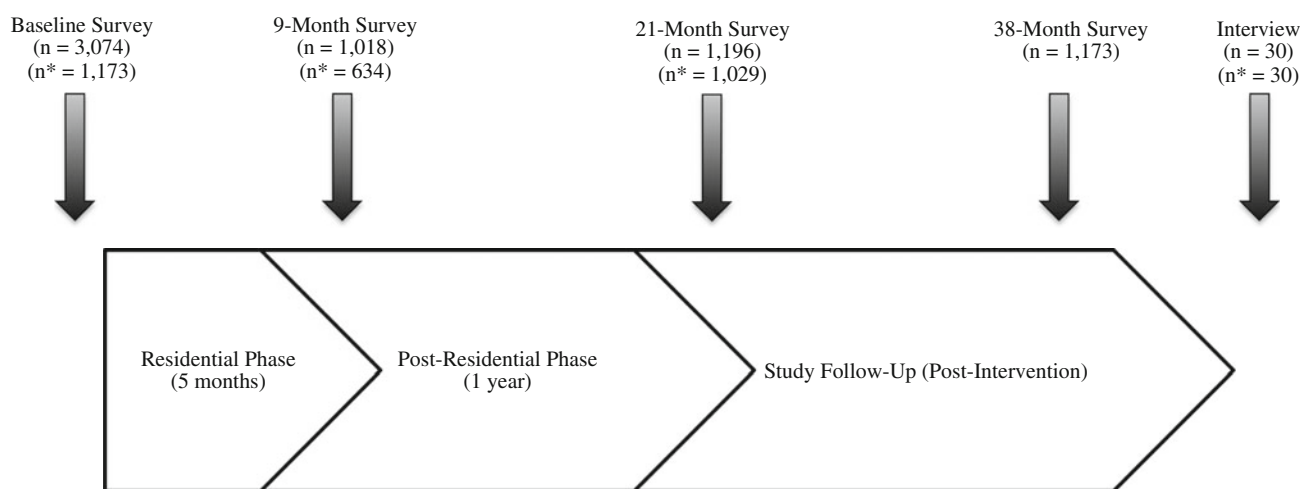 Baseline Survey
(n = 3,074)
(n* = 1,173)
9-Month Survey
(n = 1,018)
(n* = 634)
21-Month Survey
(n = 1,196)
(n* = 1,029)
38-Month Survey
(n = 1,173)
Interview
(n = 30)
(n* = 30)
Residential Phase
(5 months)
Post-Residential Phase
(1 year)
Study Follow-Up (Post-Intervention)